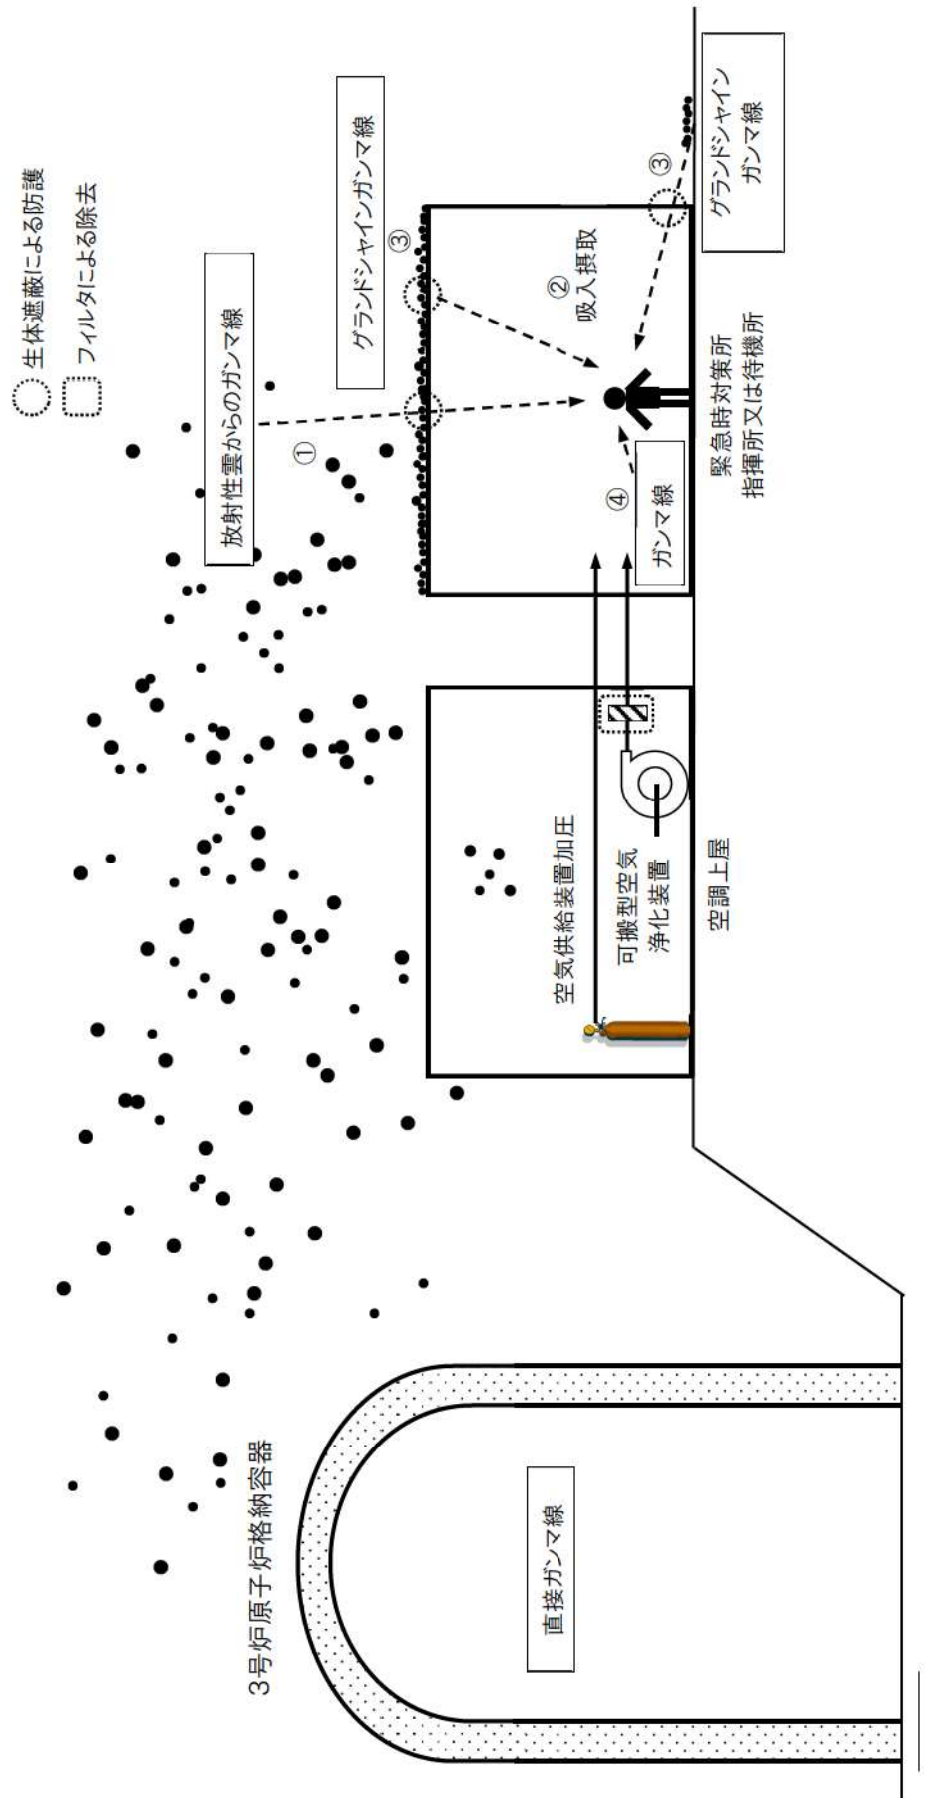 生体遮蔽による防護
フィルタによる除去
3号炉原子炉格納容器
直接ガンマ線
放射性雲からのガンマ線
①
グランドシャインガンマ線
③
②
吸入摂取
③
グランドシャイン
ガンマ線
④
ガンマ線
緊急時対策所
指揮所又は待機所
空気供給装置加圧
可搬型空気
浄化装置
空調上屋